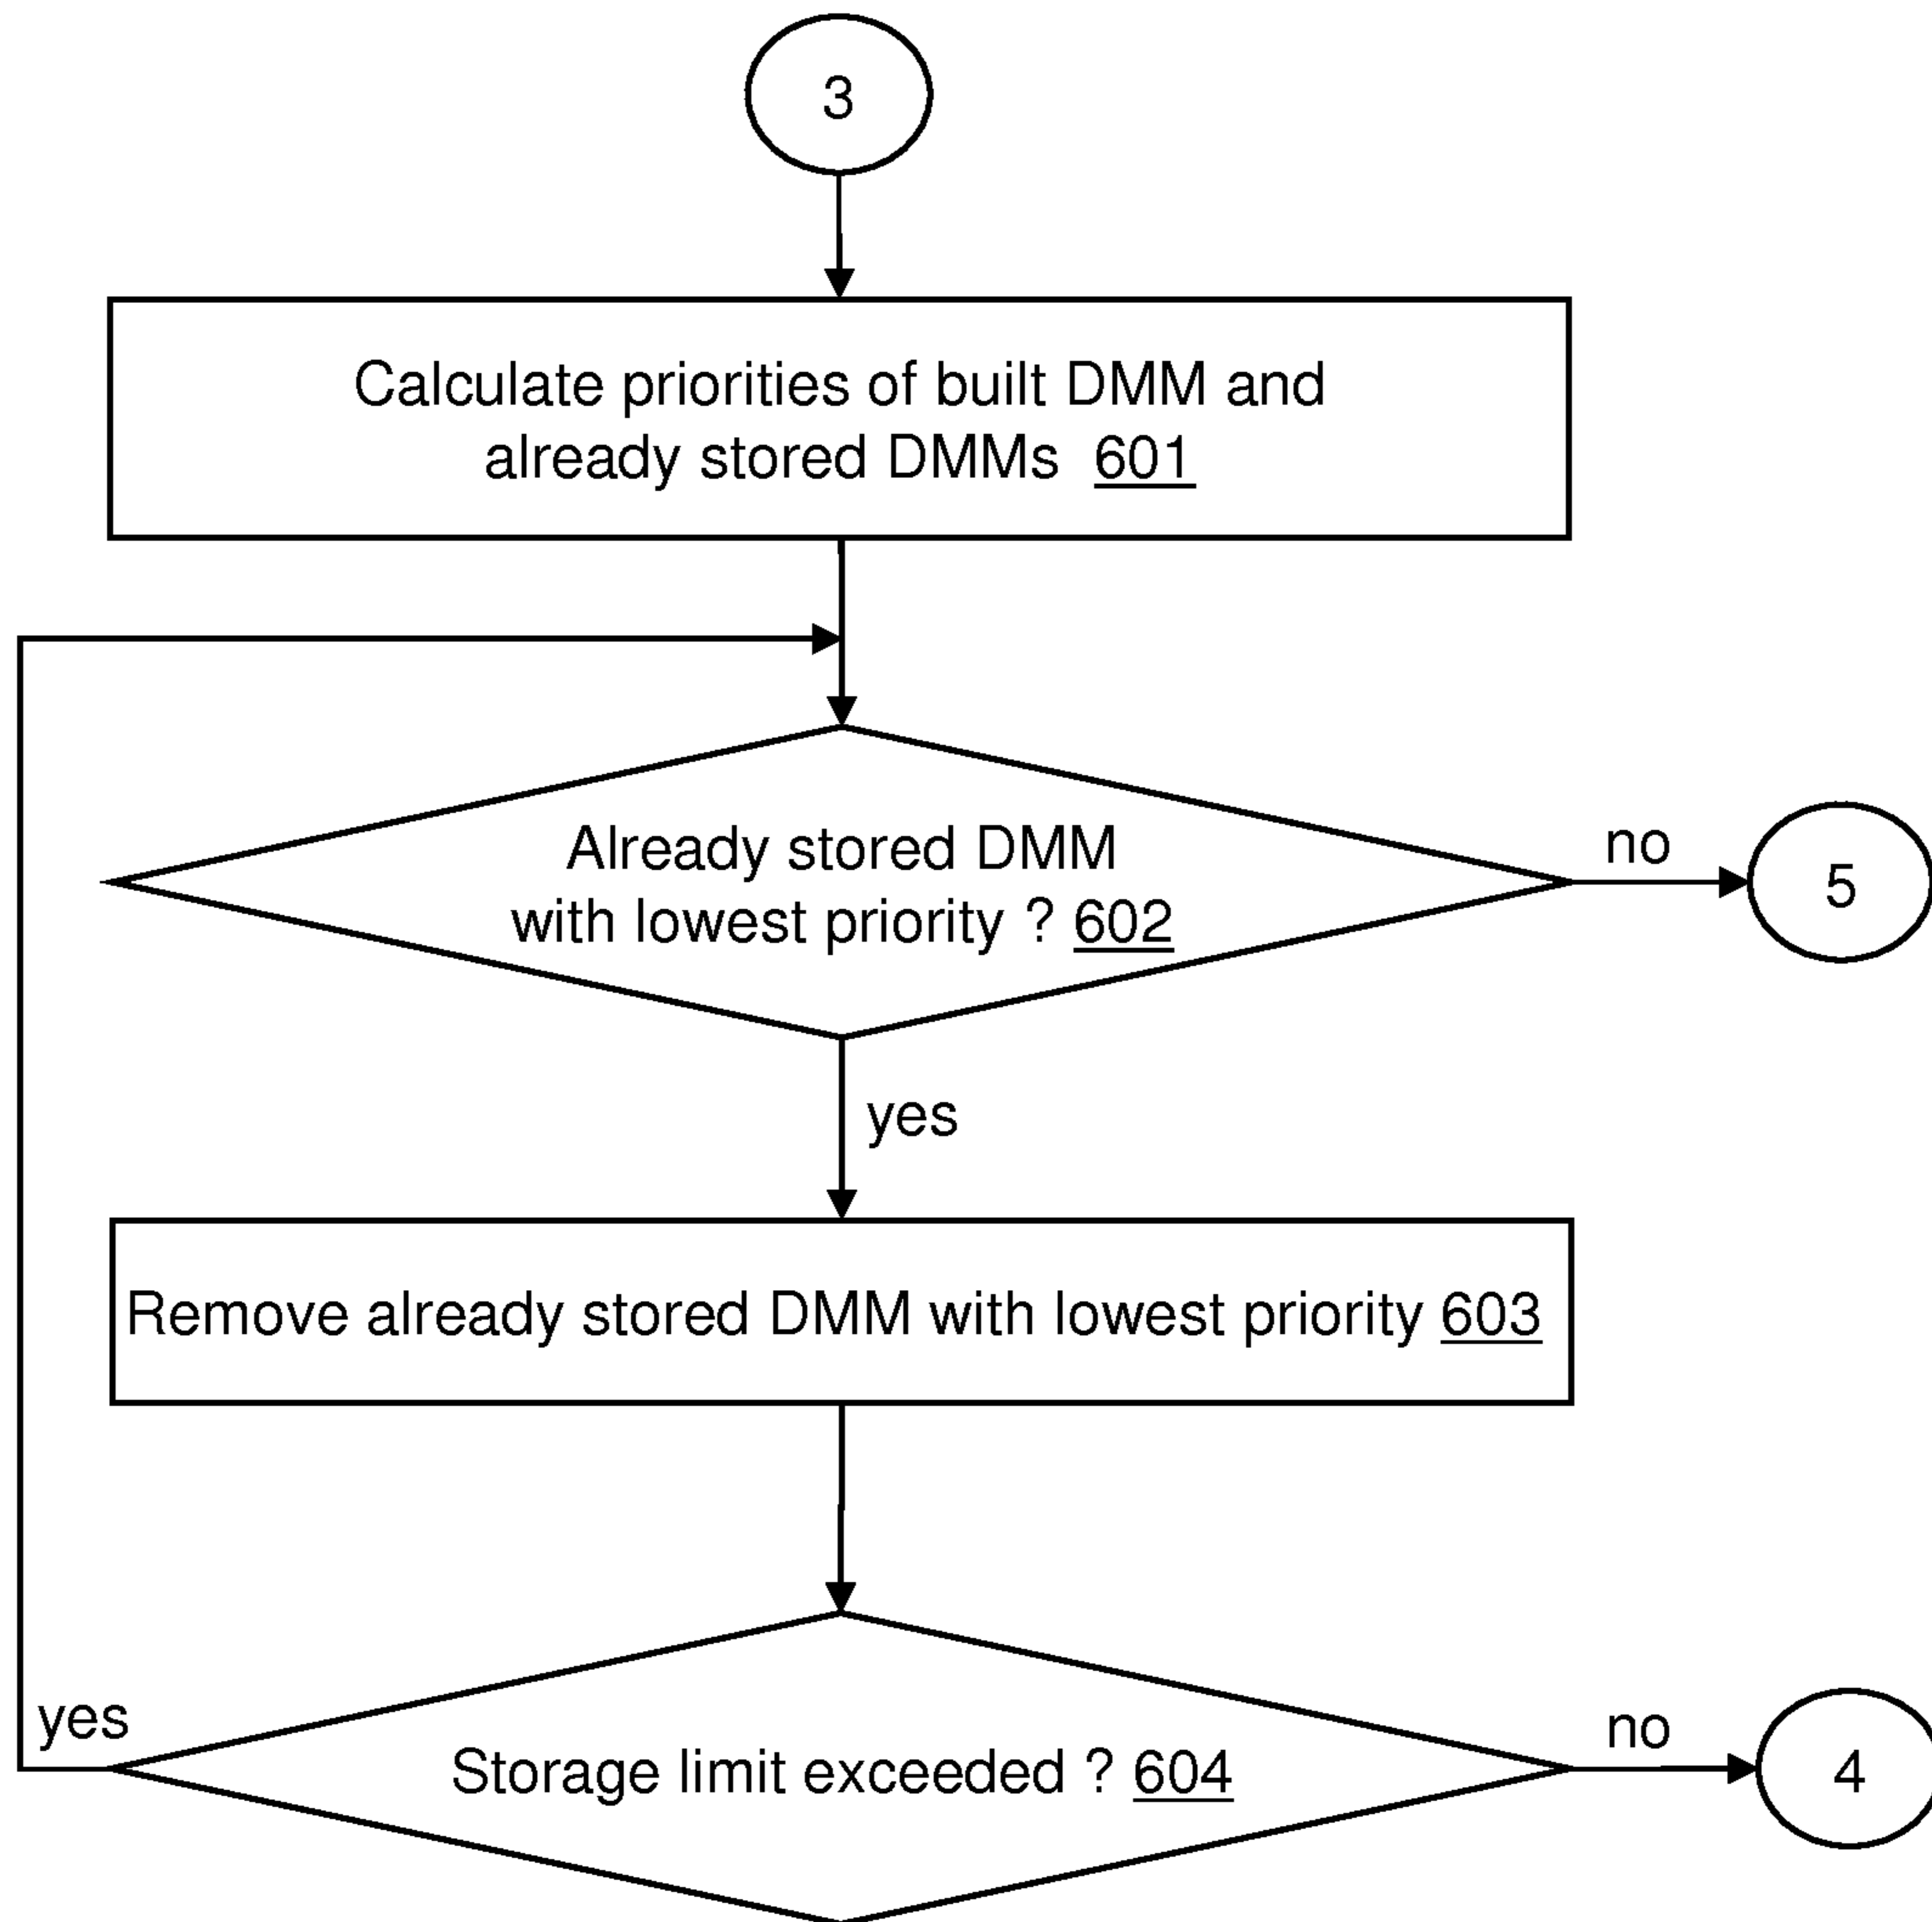 3
Calculate priorities of built DMM and
already stored DMMs 601
Already stored DMM
with lowest priority ? 602
no
5
yes
Remove already stored DMM with lowest priority 603
yes
Storage limit exceeded ? 604
no
4